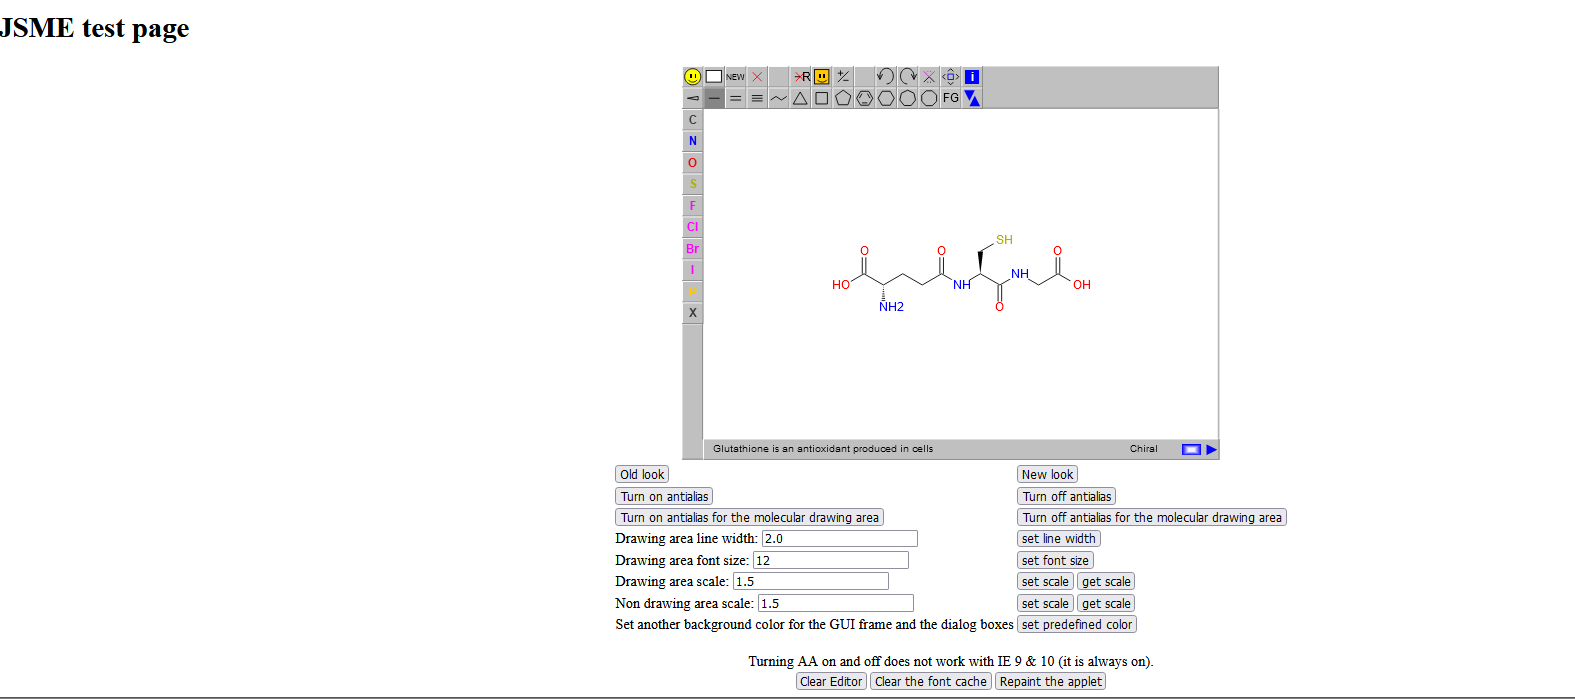 JSME test page
NEW R +/-
FG
C
N
O
S
F
Cl
Br
I
P
X
SH
O O O
NH
HO NH OH
NH2 O
Glutathione is an antioxidant produced in cells Chiral
Old look New look
Turn on antialias Turn off antialias
Turn on antialias for the molecular drawing area Turn off antialias for the molecular drawing area
Drawing area line width: 2.0 set line width
Drawing area font size: 12 set font size
Drawing area scale: 1.5 set scale get scale
Non drawing area scale: 1.5 set scale get scale
Set another background color for the GUI frame and the dialog boxes set predefined color
Turning AA on and off does not work with IE 9 & 10 (it is always on).
Clear Editor Clear the font cache Repaint the applet